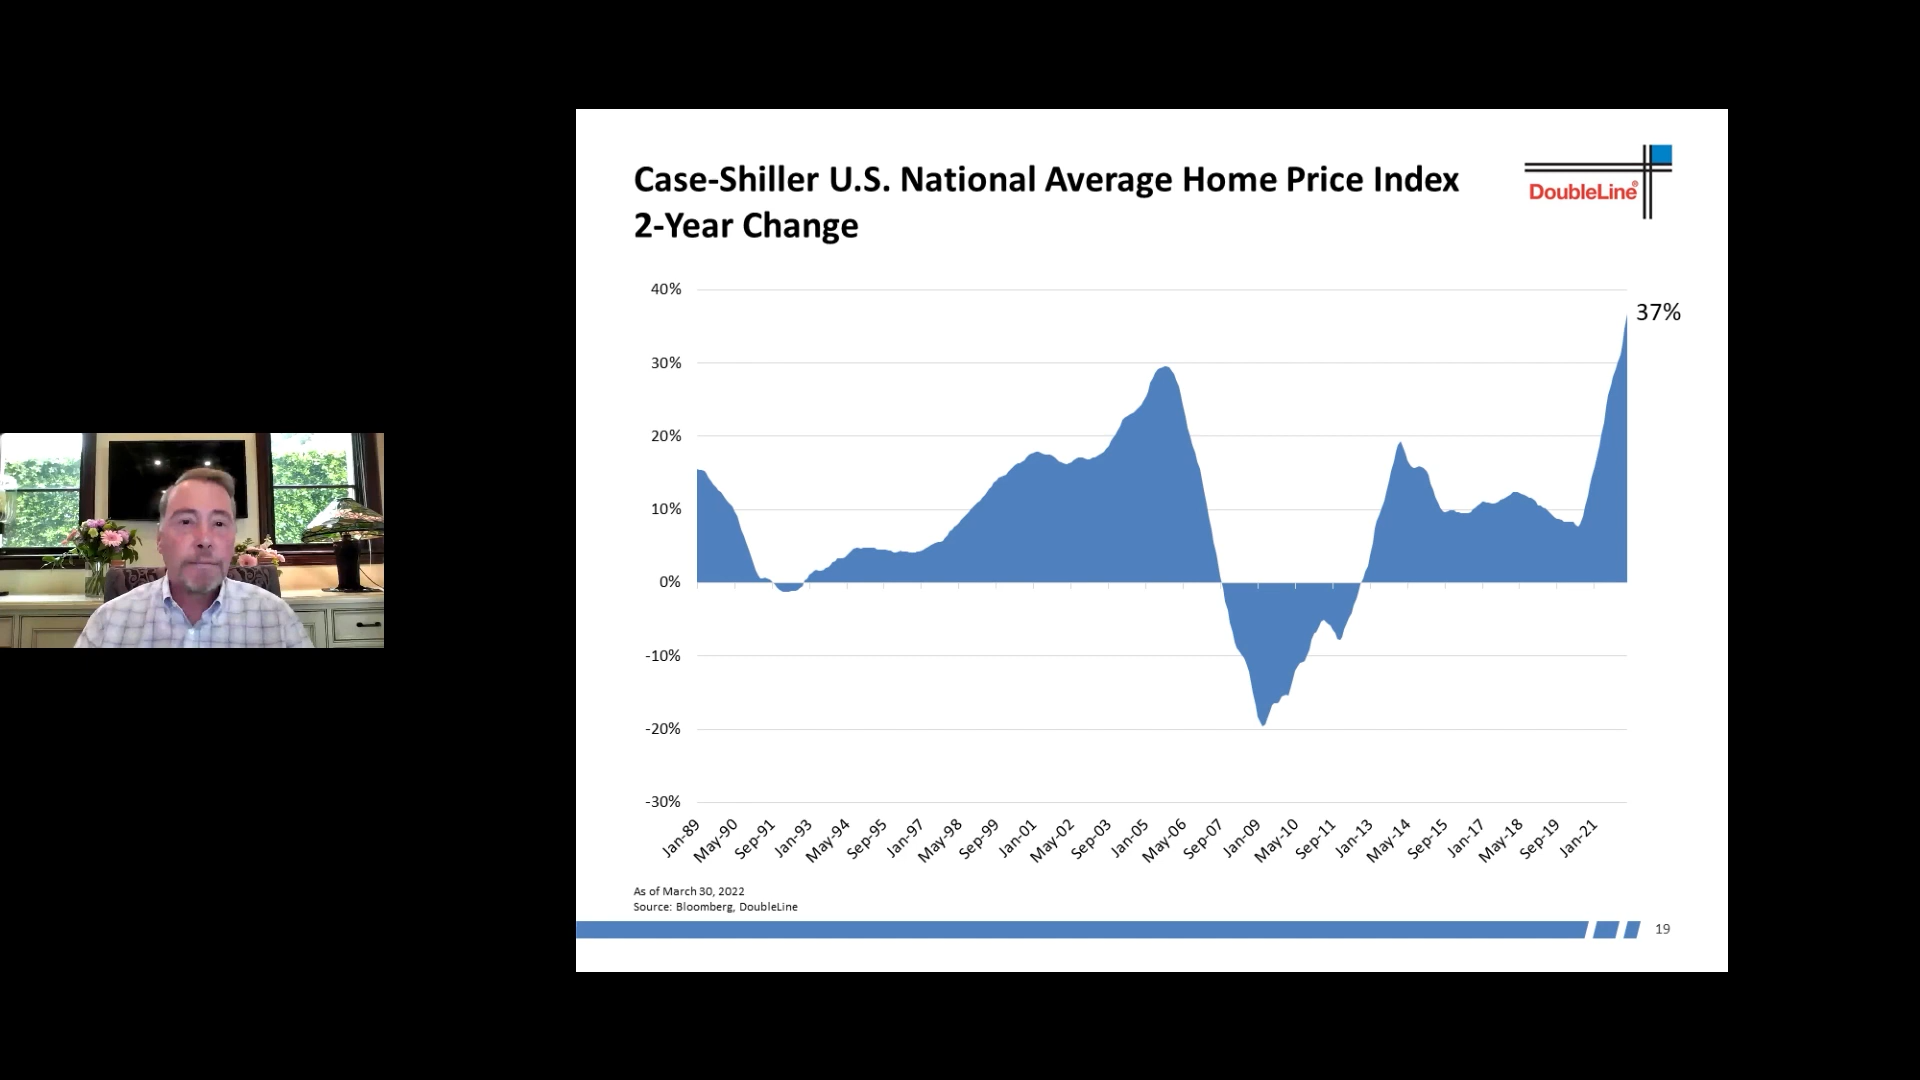 Case-Shiller U.S. National Average Home Price Index
2-Year Change
DoubleLine®
40%
37%
30%
20%
10%
0%
-10%
-20%
-30%
Jan-89
May-90
Sep-91
Jan-93
May-94
Sep-95
Jan-97
May-98
Sep-99
Jan-01
May-02
Sep-03
Jan-05
May-06
Sep-07
Jan-09
May-10
Sep-11
Jan-13
May-14
Sep-15
Jan-17
May-18
Sep-19
Jan-21
As of March 30, 2022
Source: Bloomberg, DoubleLine
19